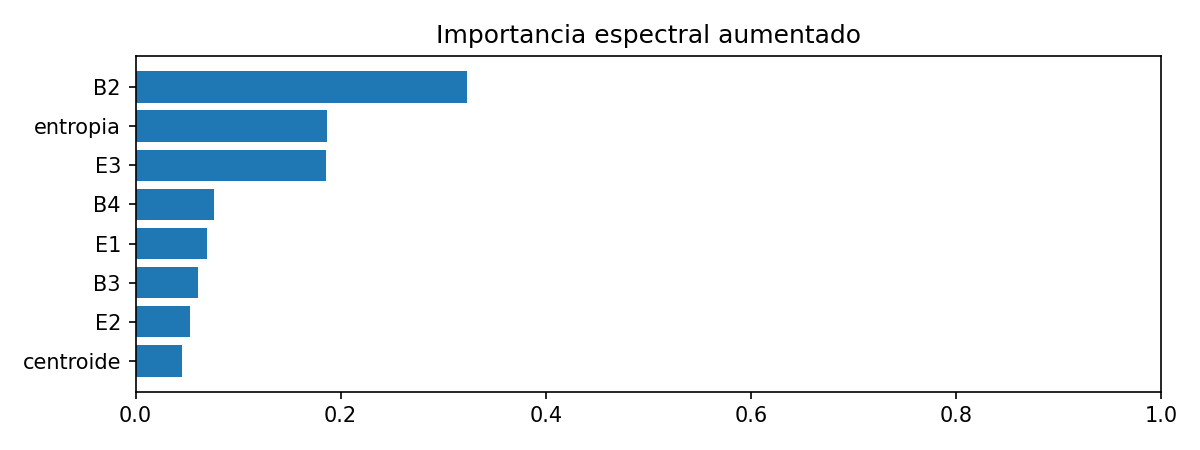 Importancia espectral aumentado
B2
entropia
E3
B4
E1
B3
E2
centroide
0.0 0.2 0.4 0.6 0.8 1.0